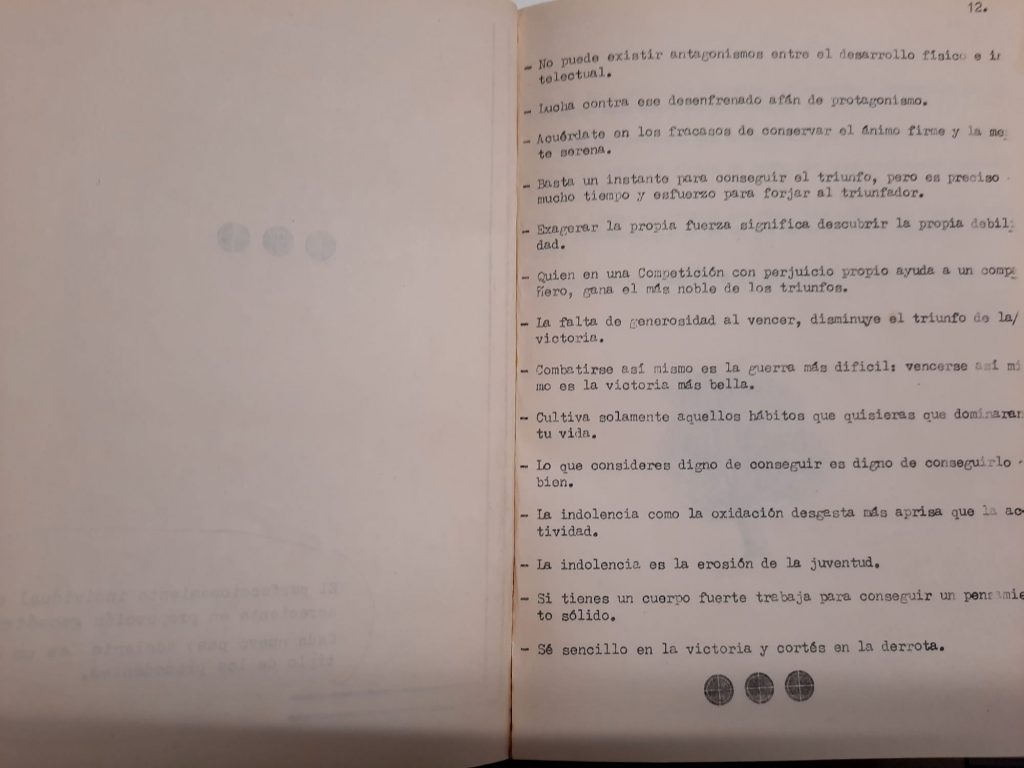 12.
- No puede existir antagonismos entre el desarrollo físico e in
telectual.
- Lucha contra ese desenfrenado afán de protagonismo.
- Acuérdate en los fracasos de conservar el ánimo firme y la me
te serena.
- Basta un instante para conseguir el triunfo, pero es preciso -
mucho tiempo y esfuerzo para forjar al triunfador.
- Exagerar la propia fuerza significa descubrir la propia debili
dad.
- Quien en una Competición con perjuicio propio ayuda a un compa
ñero, gana el más noble de los triunfos.
- La falta de generosidad al vencer, disminuye el triunfo de la/
victoria.
- Combatirse así mismo es la guerra más dificil: vencerse así mi
mo es la victoria más bella.
- Cultiva solamente aquellos hábitos que quisieras que dominaran
tu vida.
- Lo que consideres digno de conseguir es digno de conseguirlo -
bien.
- La indolencia como la oxidación desgasta más aprisa que la ac-
tividad.
- La indolencia es la erosión de la juventud.
- Si tienes un cuerpo fuerte trabaja para conseguir un pensamie
to sólido.
- Sé sencillo en la victoria y cortés en la derrota.